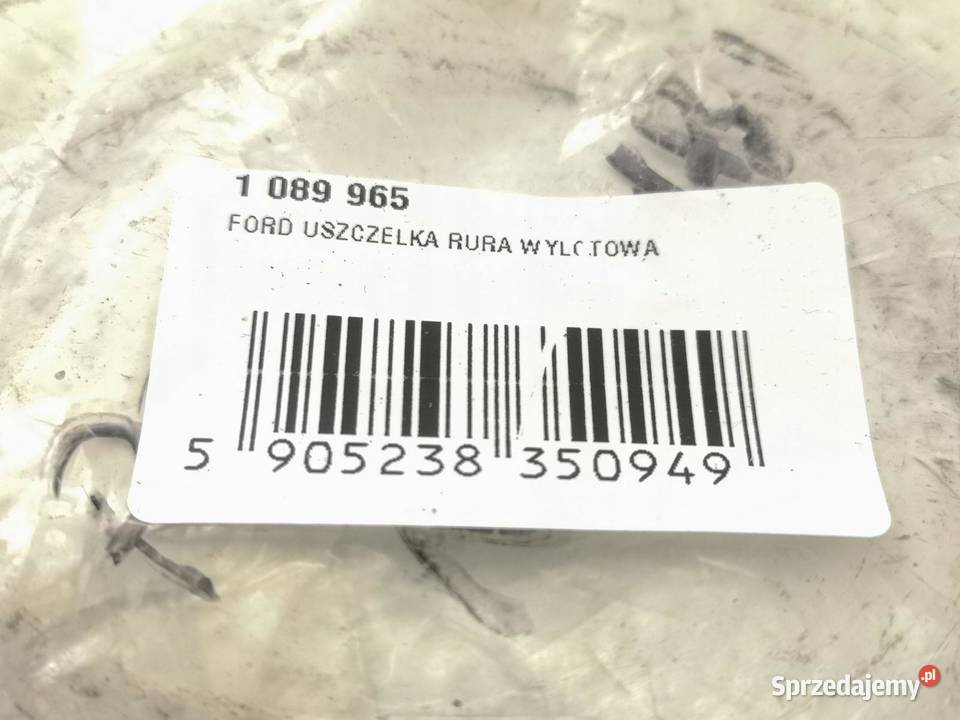 1 089 965
FORD USZCZELKA RURA WYLOTOWA
5 905238 350949
Sprzedajemy.pl